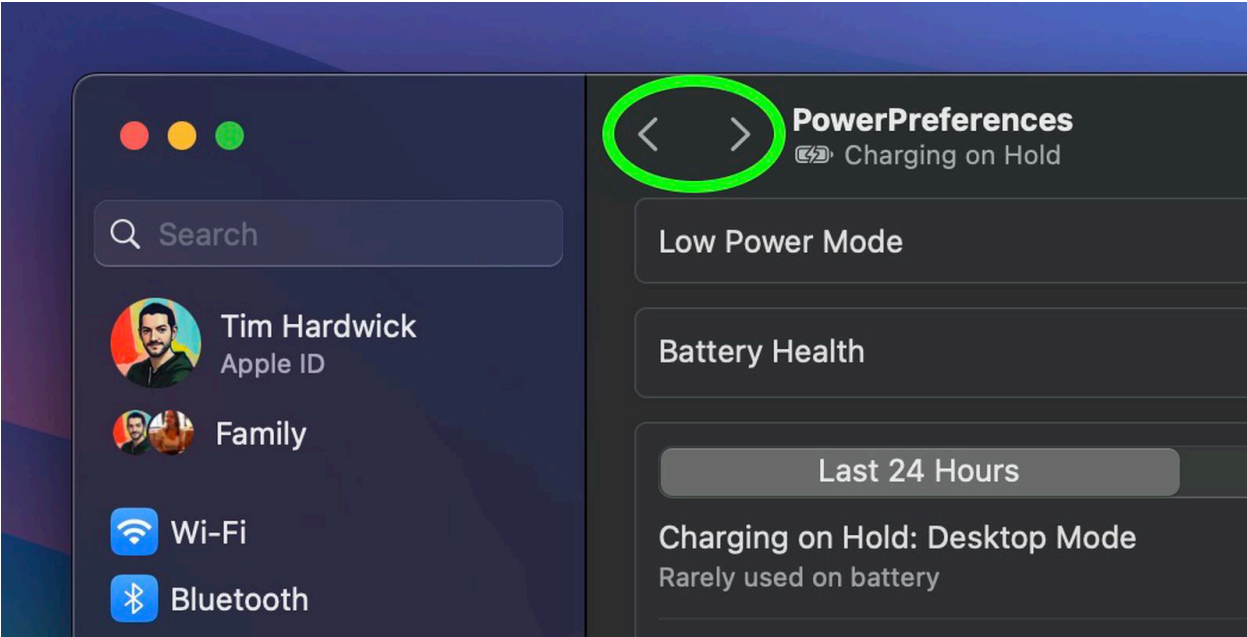 Search
Tim Hardwick
Apple ID
Family
Wi-Fi
Bluetooth
PowerPreferences
Charging on Hold
Low Power Mode
Battery Health
Last 24 Hours
Charging on Hold: Desktop Mode
Rarely used on battery